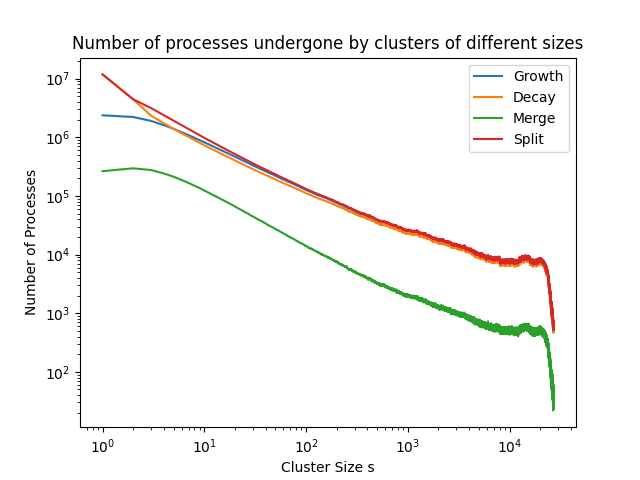 Number of processes undergone by clusters of different sizes
Number of Processes
10^7
10^6
10^5
10^4
10^3
10^2
Growth
Decay
Merge
Split
10^0
10^1
10^2
10^3
10^4
Cluster Size s